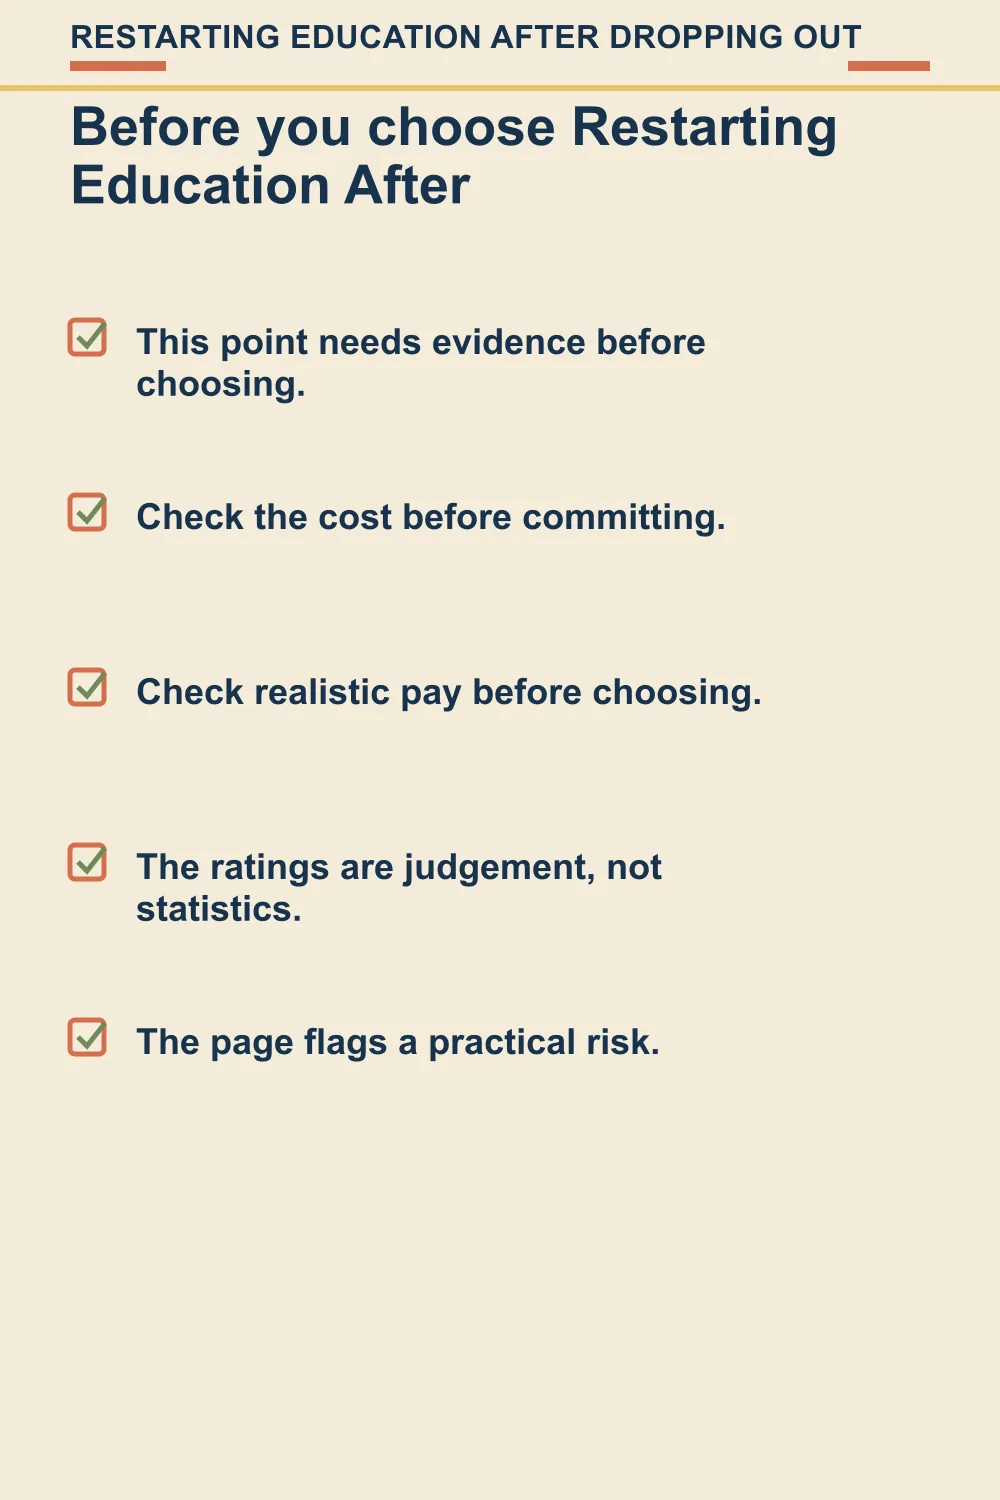 RESTARTING EDUCATION AFTER DROPPING OUT
Before you choose Restarting
Education After
This point needs evidence before
choosing.
Check the cost before committing.
Check realistic pay before choosing.
The ratings are judgement, not
statistics.
The page flags a practical risk.